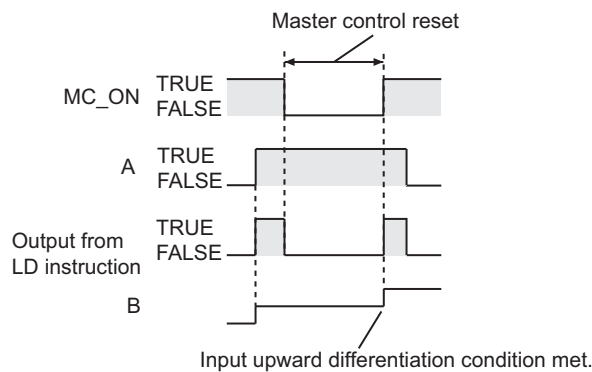 Master control reset
MC_ON
TRUE
FALSE
A
TRUE
FALSE
Output from
LD instruction
TRUE
FALSE
B
Input upward differentiation condition met.